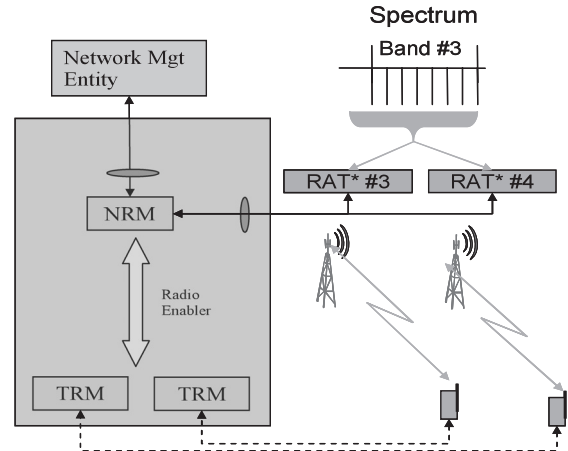 Spectrum
Band #3
Network Mgt
Entity
RAT* #3
RAT* #4
NRM
Radio
Enabler
TRM
TRM